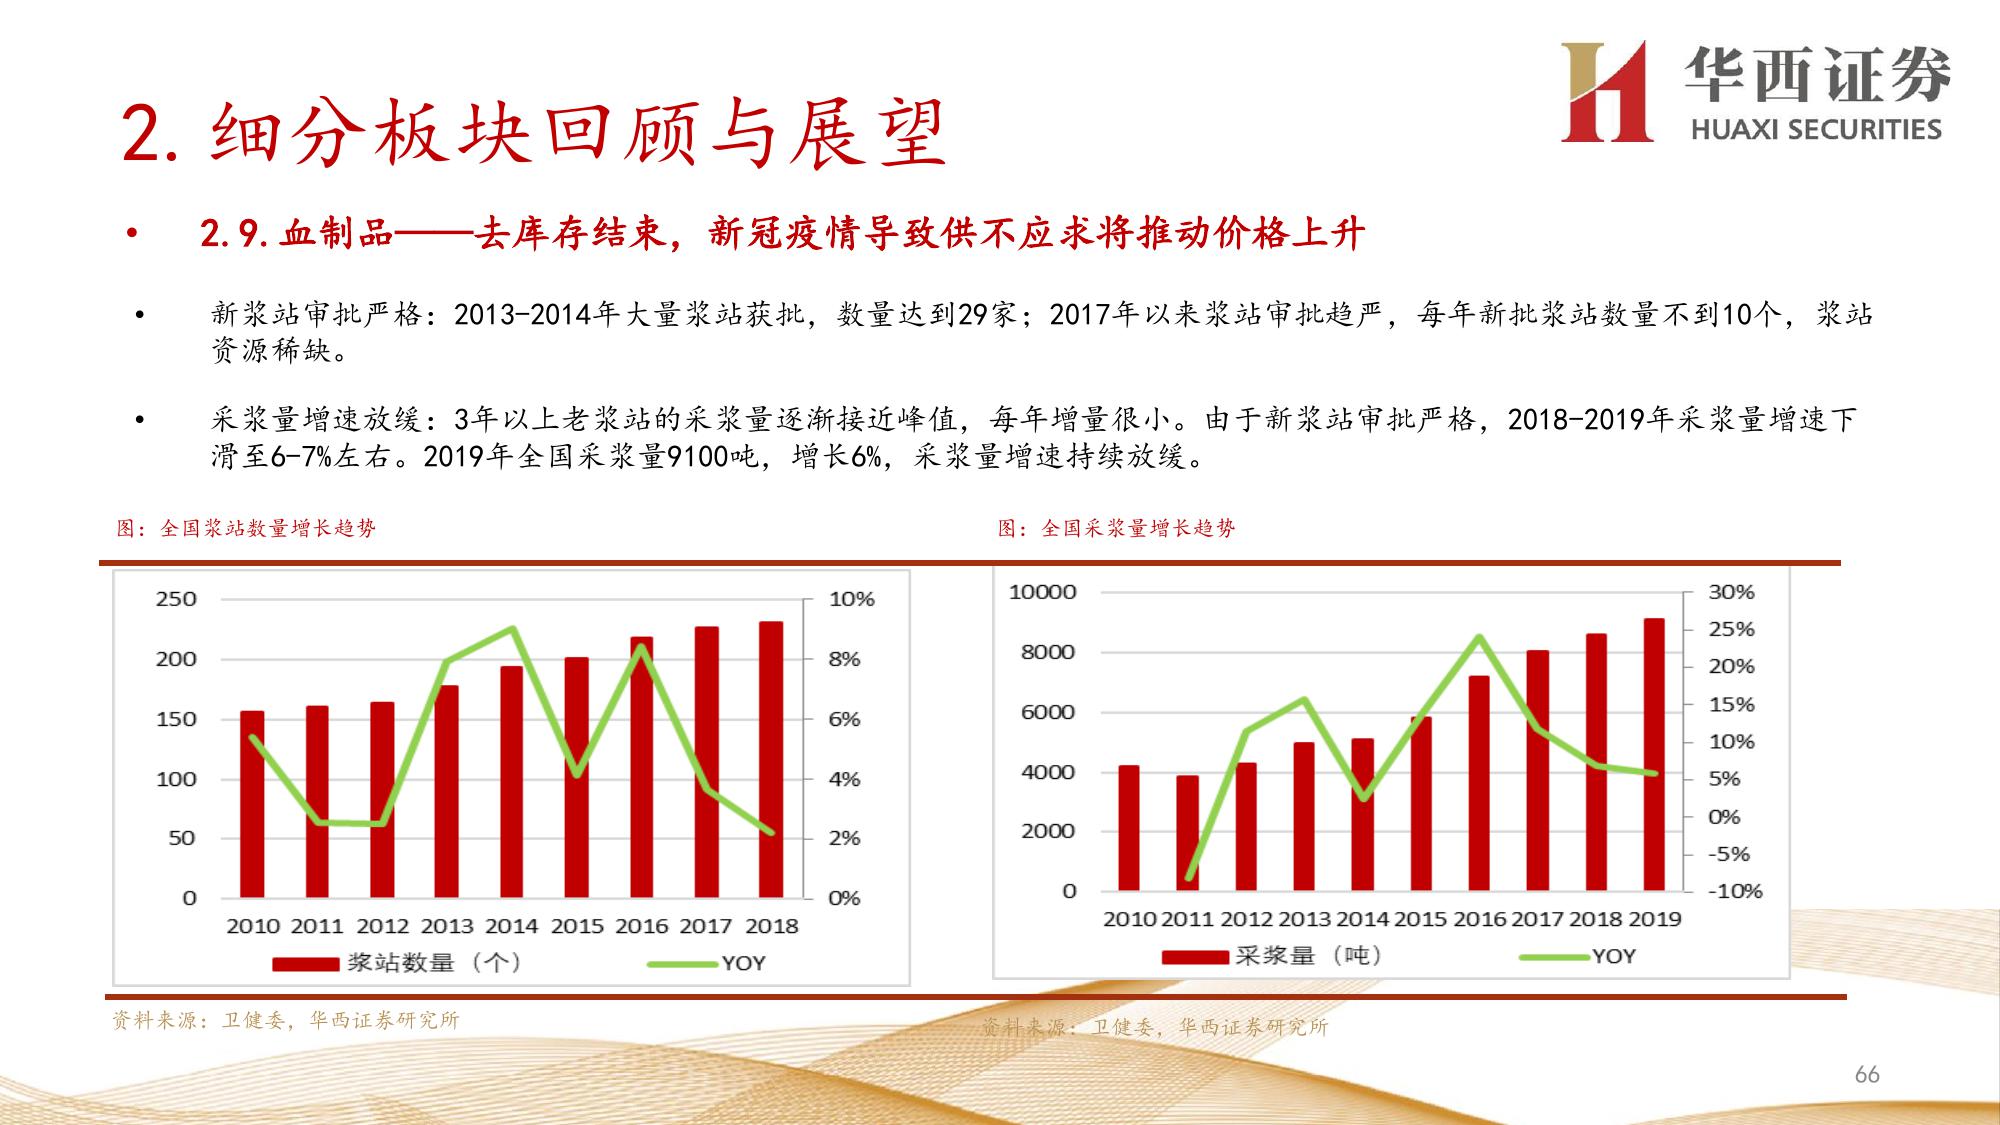 华西证券
HUAXI SECURITIES
2. 细分板块回顾与展望
• 2.9. 血制品——去库存结束，新冠疫情导致供不应求将推动价格上升
• 新浆站审批严格：2013-2014年大量浆站获批，数量达到29家；2017年以来浆站审批趋严，每年新批浆站数量不到10个，浆站
资源稀缺。
• 采浆量增速放缓：3年以上老浆站的采浆量逐渐接近峰值，每年增量很小。由于新浆站审批严格，2018-2019年采浆量增速下
滑至6-7%左右。2019年全国采浆量9100吨，增长6%，采浆量增速持续放缓。
图：全国浆站数量增长趋势
250
200
150
100
50
0
10%
8%
6%
4%
2%
0%
2010 2011 2012 2013 2014 2015 2016 2017 2018
浆站数量（个） YOY
资料来源：卫健委，华西证券研究所
图：全国采浆量增长趋势
10000
8000
6000
4000
2000
0
30%
25%
20%
15%
10%
5%
0%
-5%
-10%
2010 2011 2012 2013 2014 2015 2016 2017 2018 2019
采浆量（吨） YOY
资料来源：卫健委，华西证券研究所
66